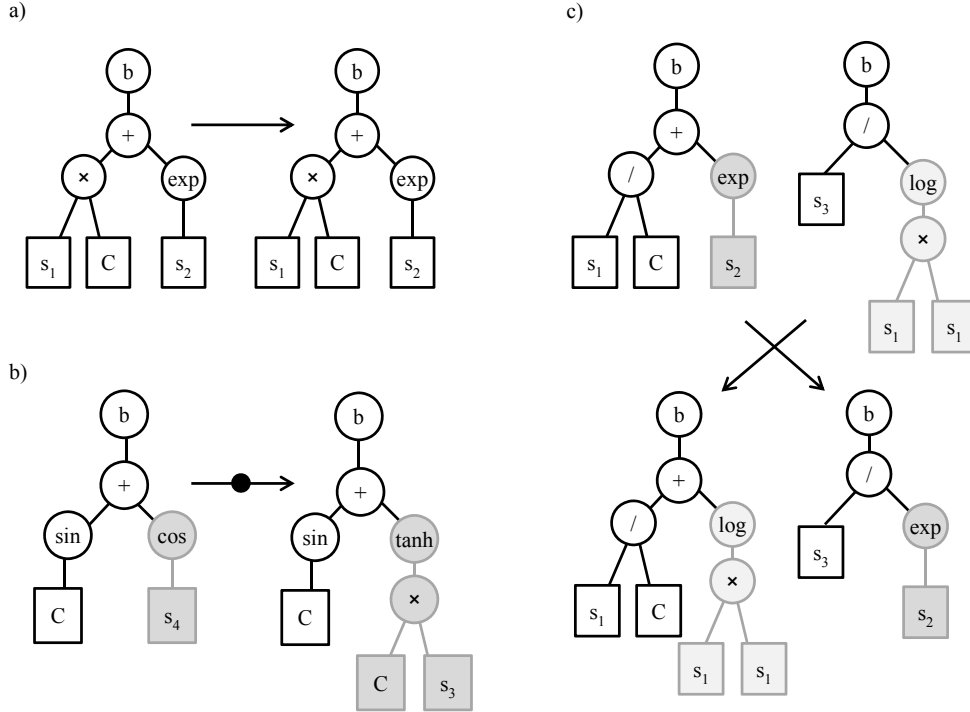 a)
b b
+ +
× exp × exp
s₁ C s₂ s₁ C s₂
b)
b b
+ +
sin cos sin tanh
C s₄ C ×
C s₃
c)
b b
+ /
/ exp s₃ log
s₁ C s₂ ×
s₁ s₁
b b
+ /
/ log s₃ exp
s₁ C × s₂
s₁ s₁